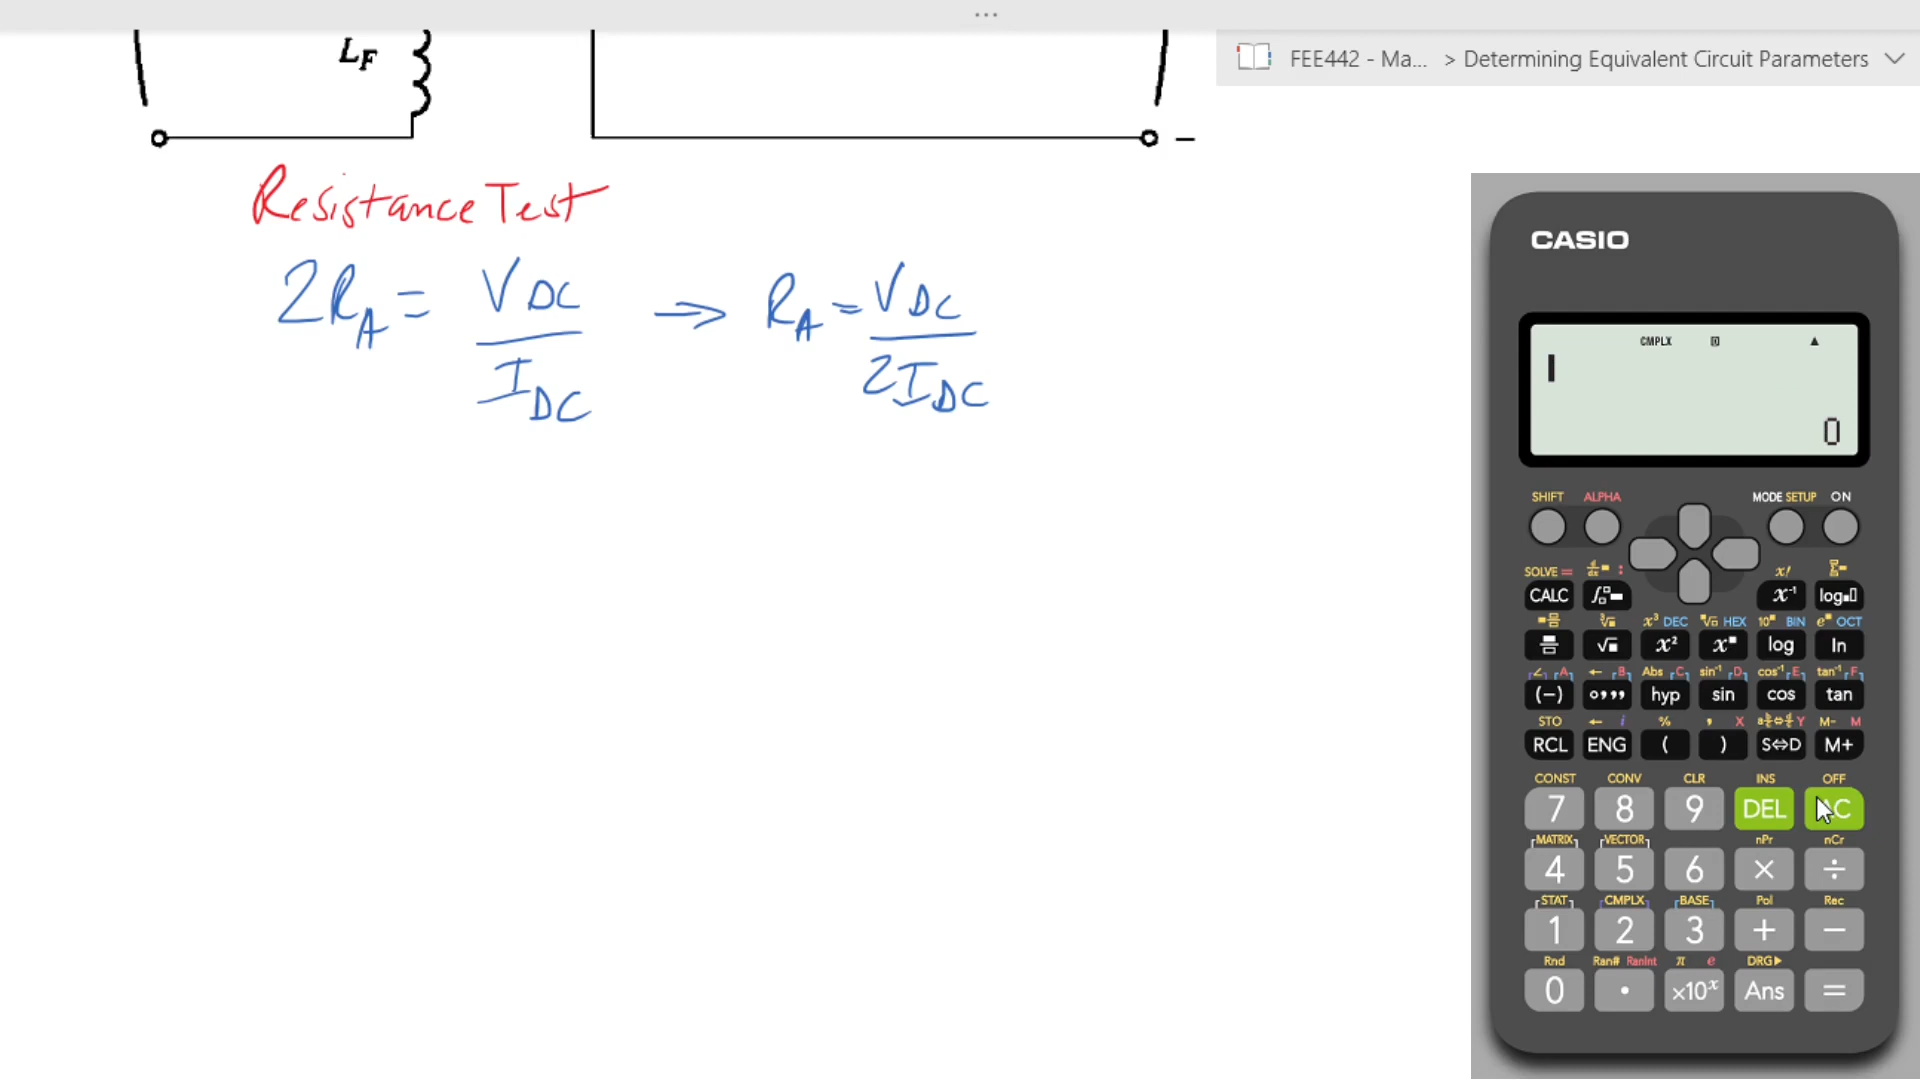 ...
L_F
FEE442 - Ma... > Determining Equivalent Circuit Parameters
–
Resistance Test
2R_A = V_DC / I_DC → R_A = V_DC / 2I_DC
CASIO
CMPLX D ▲
0
SHIFT ALPHA MODE SETUP ON
SOLVE = d/dx : x! Σ
CALC ∫ x⁻¹ log
x³ DEC HEX 10 BIN e OCT
√ x² x log ln
∠ A ← B Abs C sin⁻¹ D cos⁻¹ E tan⁻¹ F
(−) °,,, hyp sin cos tan
STO ← i % , X Y M− M
RCL ENG ( ) S⇔D M+
CONST CONV CLR INS OFF
7 8 9 DEL AC
MATRIX VECTOR nPr nCr
4 5 6 × ÷
STAT CMPLX BASE Pol Rec
1 2 3 + −
Rnd Ran# RanInt π e DRG▶
0 . ×10ˣ Ans =